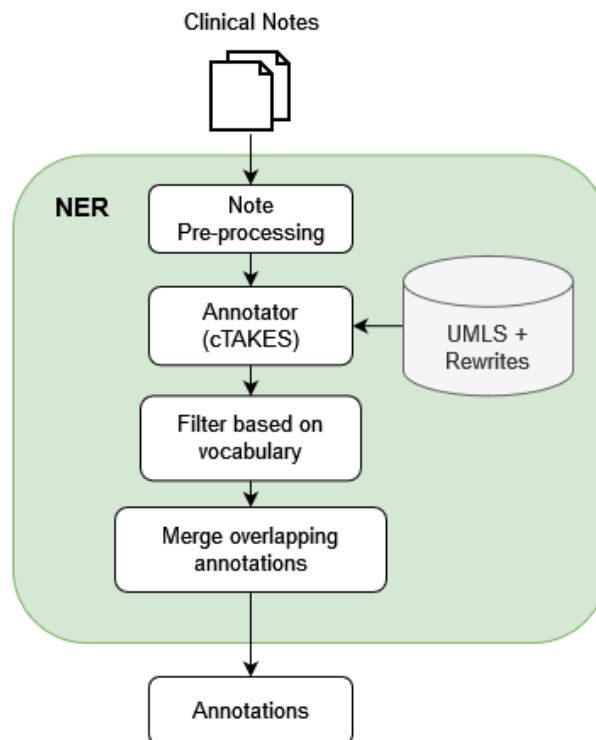 Clinical Notes
NER
Note
Pre-processing
Annotator
(cTAKES)
UMLS +
Rewrites
Filter based on
vocabulary
Merge overlapping
annotations
Annotations